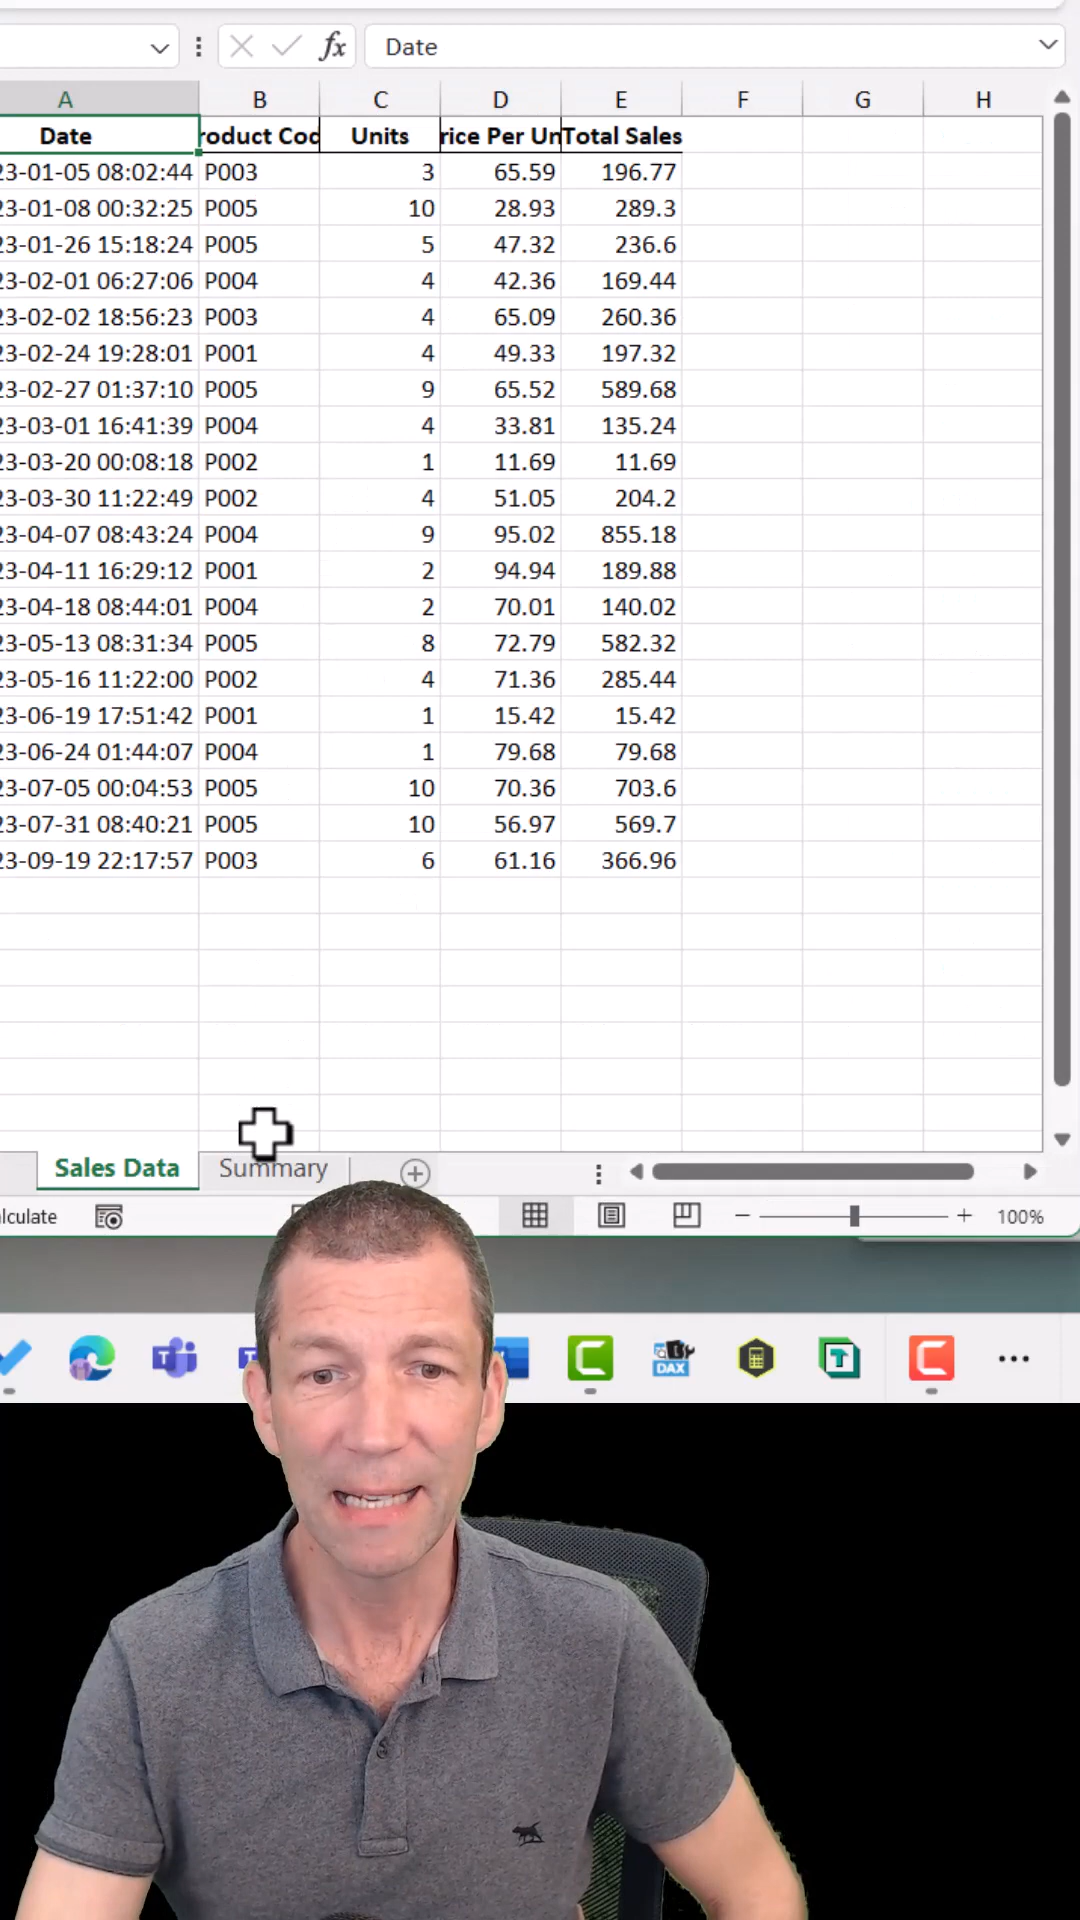 fx Date
A B C D E F G H
Date roduct Cod Units rice Per Un Total Sales
23-01-05 08:02:44 P003 3 65.59 196.77
23-01-08 00:32:25 P005 10 28.93 289.3
23-01-26 15:18:24 P005 5 47.32 236.6
23-02-01 06:27:06 P004 4 42.36 169.44
23-02-02 18:56:23 P003 4 65.09 260.36
23-02-24 19:28:01 P001 4 49.33 197.32
23-02-27 01:37:10 P005 9 65.52 589.68
23-03-01 16:41:39 P004 4 33.81 135.24
23-03-20 00:08:18 P002 1 11.69 11.69
23-03-30 11:22:49 P002 4 51.05 204.2
23-04-07 08:43:24 P004 9 95.02 855.18
23-04-11 16:29:12 P001 2 94.94 189.88
23-04-18 08:44:01 P004 2 70.01 140.02
23-05-13 08:31:34 P005 8 72.79 582.32
23-05-16 11:22:00 P002 4 71.36 285.44
23-06-19 17:51:42 P001 1 15.42 15.42
23-06-24 01:44:07 P004 1 79.68 79.68
23-07-05 00:04:53 P005 10 70.36 703.6
23-07-31 08:40:21 P005 10 56.97 569.7
23-09-19 22:17:57 P003 6 61.16 366.96
Sales Data Summary
lculate 100%
T T C DAX T C